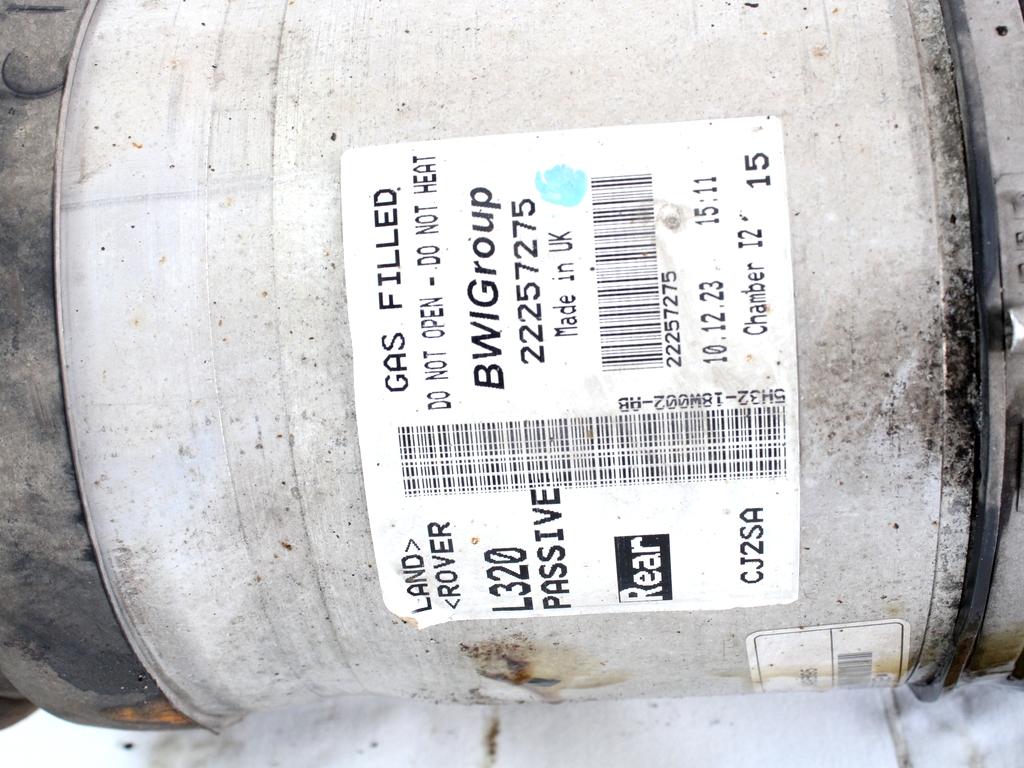 GAS FILLED
DO NOT OPEN - DO NOT HEAT
BWIGroup
22257275
Made in UK
22257275
10.12.23 15:11
Chamber I2 15
5H32-18W002-AB
LAND>
<ROVER
L320
PASSIVE
Rear
CJ2SA